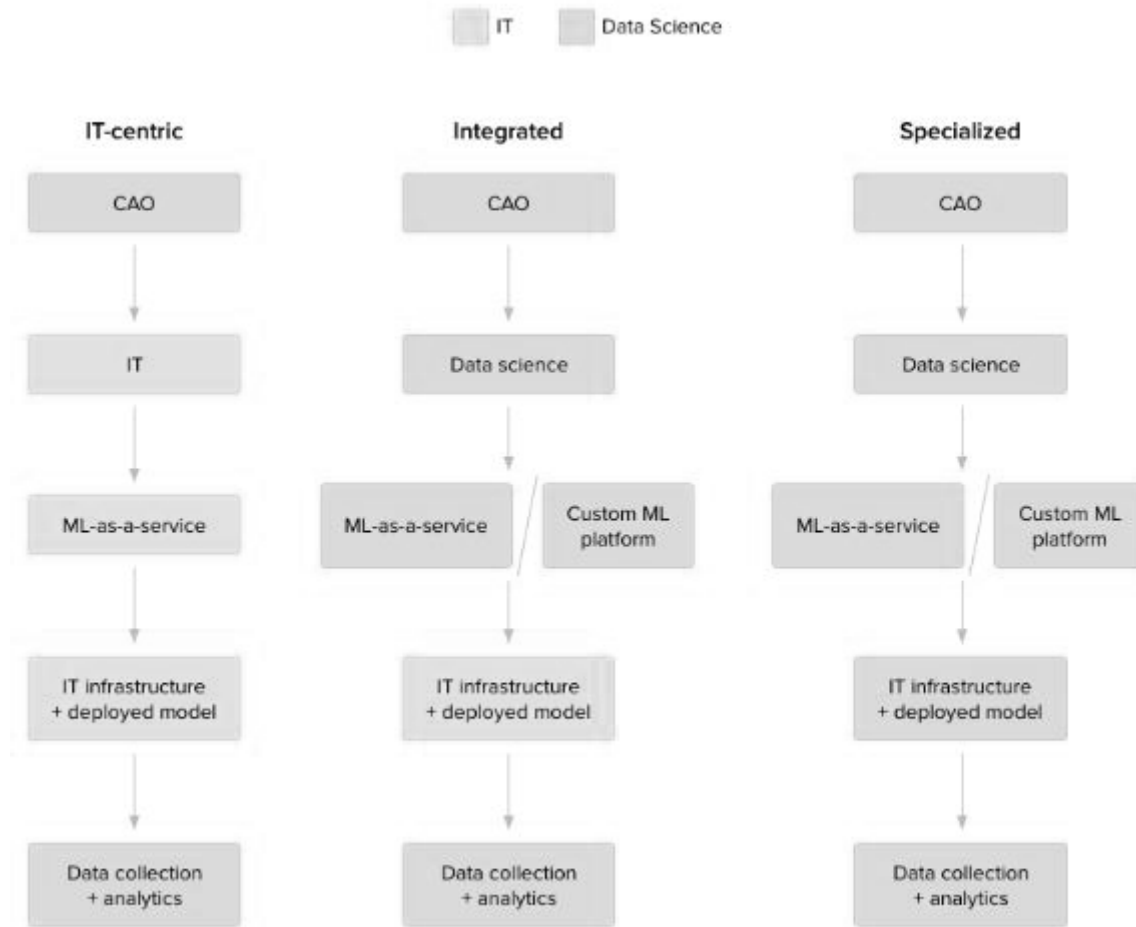 IT
Data Science
IT-centric
CAO
IT
ML-as-a-service
IT infrastructure
+ deployed model
Data collection
+ analytics
Integrated
CAO
Data science
ML-as-a-service
Custom ML
platform
IT infrastructure
+ deployed model
Data collection
+ analytics
Specialized
CAO
Data science
ML-as-a-service
Custom ML
platform
IT infrastructure
+ deployed model
Data collection
+ analytics